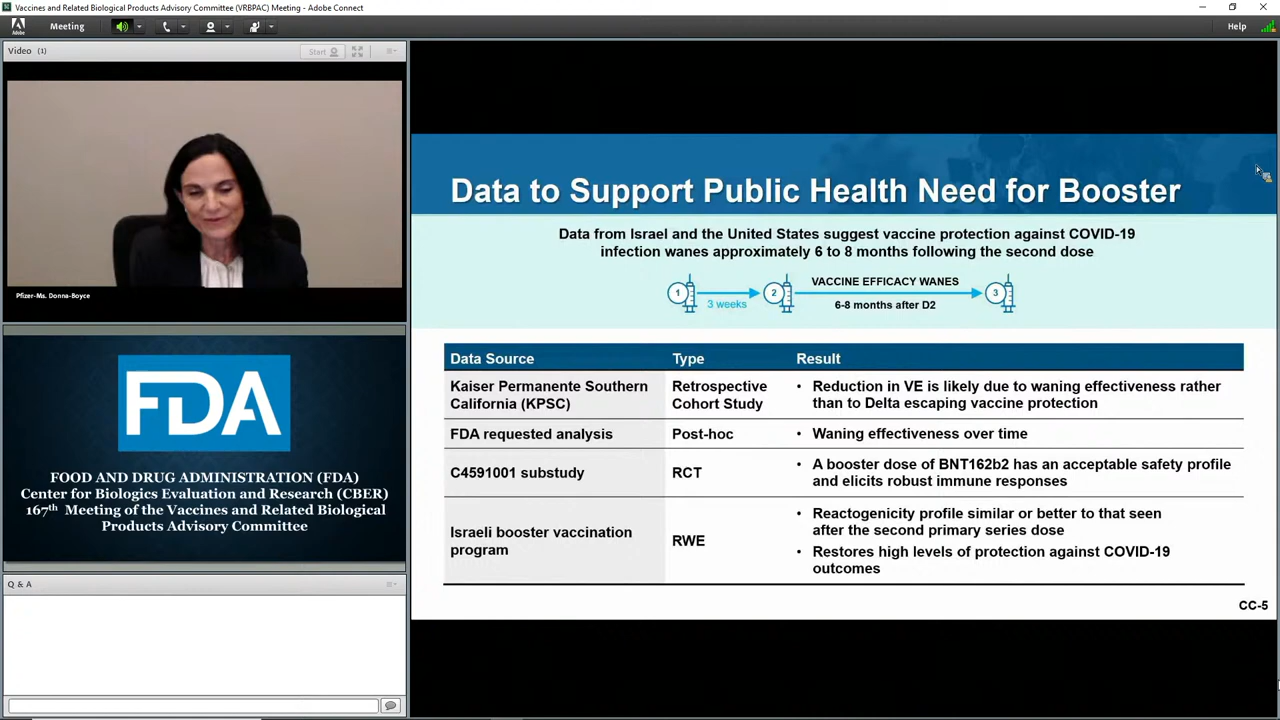 Vaccines and Related Biological Products Advisory Committee (VRBPAC) Meeting - Adobe Connect
Adobe
Meeting
Help
Video (1)
Start
Pfizer-Ms. Donna-Boyce
FDA
FOOD AND DRUG ADMINISTRATION (FDA)
Center for Biologics Evaluation and Research (CBER)
167th Meeting of the Vaccines and Related Biological
Products Advisory Committee
Q & A
Data to Support Public Health Need for Booster
Data from Israel and the United States suggest vaccine protection against COVID-19
infection wanes approximately 6 to 8 months following the second dose
1
3 weeks
2
VACCINE EFFICACY WANES
6-8 months after D2
3
Data Source Type Result
Kaiser Permanente Southern
California (KPSC)
Retrospective
Cohort Study
• Reduction in VE is likely due to waning effectiveness rather
than to Delta escaping vaccine protection
FDA requested analysis
Post-hoc
• Waning effectiveness over time
C4591001 substudy
RCT
• A booster dose of BNT162b2 has an acceptable safety profile
and elicits robust immune responses
Israeli booster vaccination
program
RWE
• Reactogenicity profile similar or better to that seen
after the second primary series dose
• Restores high levels of protection against COVID-19
outcomes
CC-5